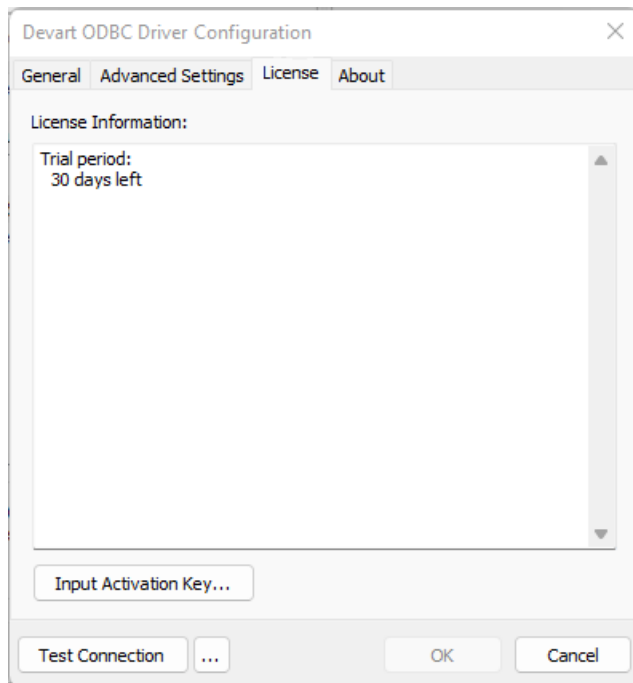 Devart ODBC Driver Configuration
General Advanced Settings License About
License Information:
Trial period:
30 days left
Input Activation Key...
Test Connection ... OK Cancel